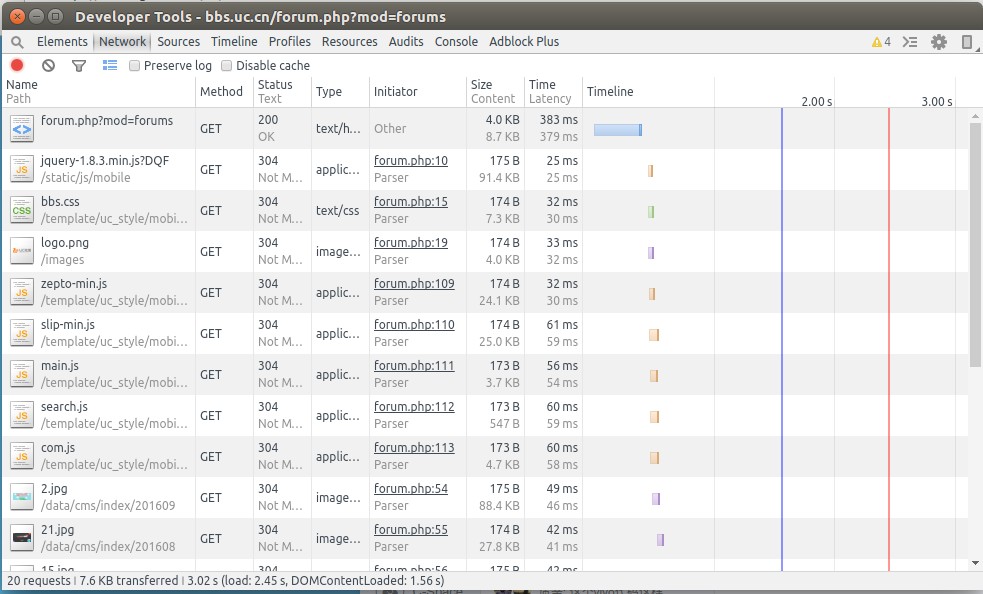 Developer Tools - bbs.uc.cn/forum.php?mod=forums
Elements Network Sources Timeline Profiles Resources Audits Console Adblock Plus 4
Preserve log Disable cache
Name Method Status Type Initiator Size Time Timeline
Path Text Content Latency
2.00 s 3.00 s
forum.php?mod=forums GET 200 text/h... Other 4.0 KB 383 ms
OK 8.7 KB 379 ms
jquery-1.8.3.min.js?DQF GET 304 applic... forum.php:10 175 B 25 ms
/static/js/mobile Not M... Parser 91.4 KB 25 ms
bbs.css GET 304 text/css forum.php:15 174 B 32 ms
/template/uc_style/mobi... Not M... Parser 7.3 KB 30 ms
logo.png GET 304 image... forum.php:19 174 B 33 ms
/images Not M... Parser 4.0 KB 32 ms
zepto-min.js GET 304 applic... forum.php:109 174 B 32 ms
/template/uc_style/mobi... Not M... Parser 24.1 KB 30 ms
slip-min.js GET 304 applic... forum.php:110 174 B 61 ms
/template/uc_style/mobi... Not M... Parser 25.0 KB 59 ms
main.js GET 304 applic... forum.php:111 173 B 56 ms
/template/uc_style/mobi... Not M... Parser 3.7 KB 54 ms
search.js GET 304 applic... forum.php:112 173 B 60 ms
/template/uc_style/mobi... Not M... Parser 547 B 59 ms
com.js GET 304 applic... forum.php:113 173 B 60 ms
/template/uc_style/mobi... Not M... Parser 4.7 KB 58 ms
2.jpg GET 304 image... forum.php:54 175 B 49 ms
/data/cms/index/201609 Not M... Parser 88.4 KB 46 ms
21.jpg GET 304 image... forum.php:55 174 B 42 ms
/data/cms/index/201608 Not M... Parser 27.8 KB 41 ms
15.jpg 304 forum.php:56 175 B 42 ms
20 requests | 7.6 KB transferred | 3.02 s (load: 2.45 s, DOMContentLoaded: 1.56 s)